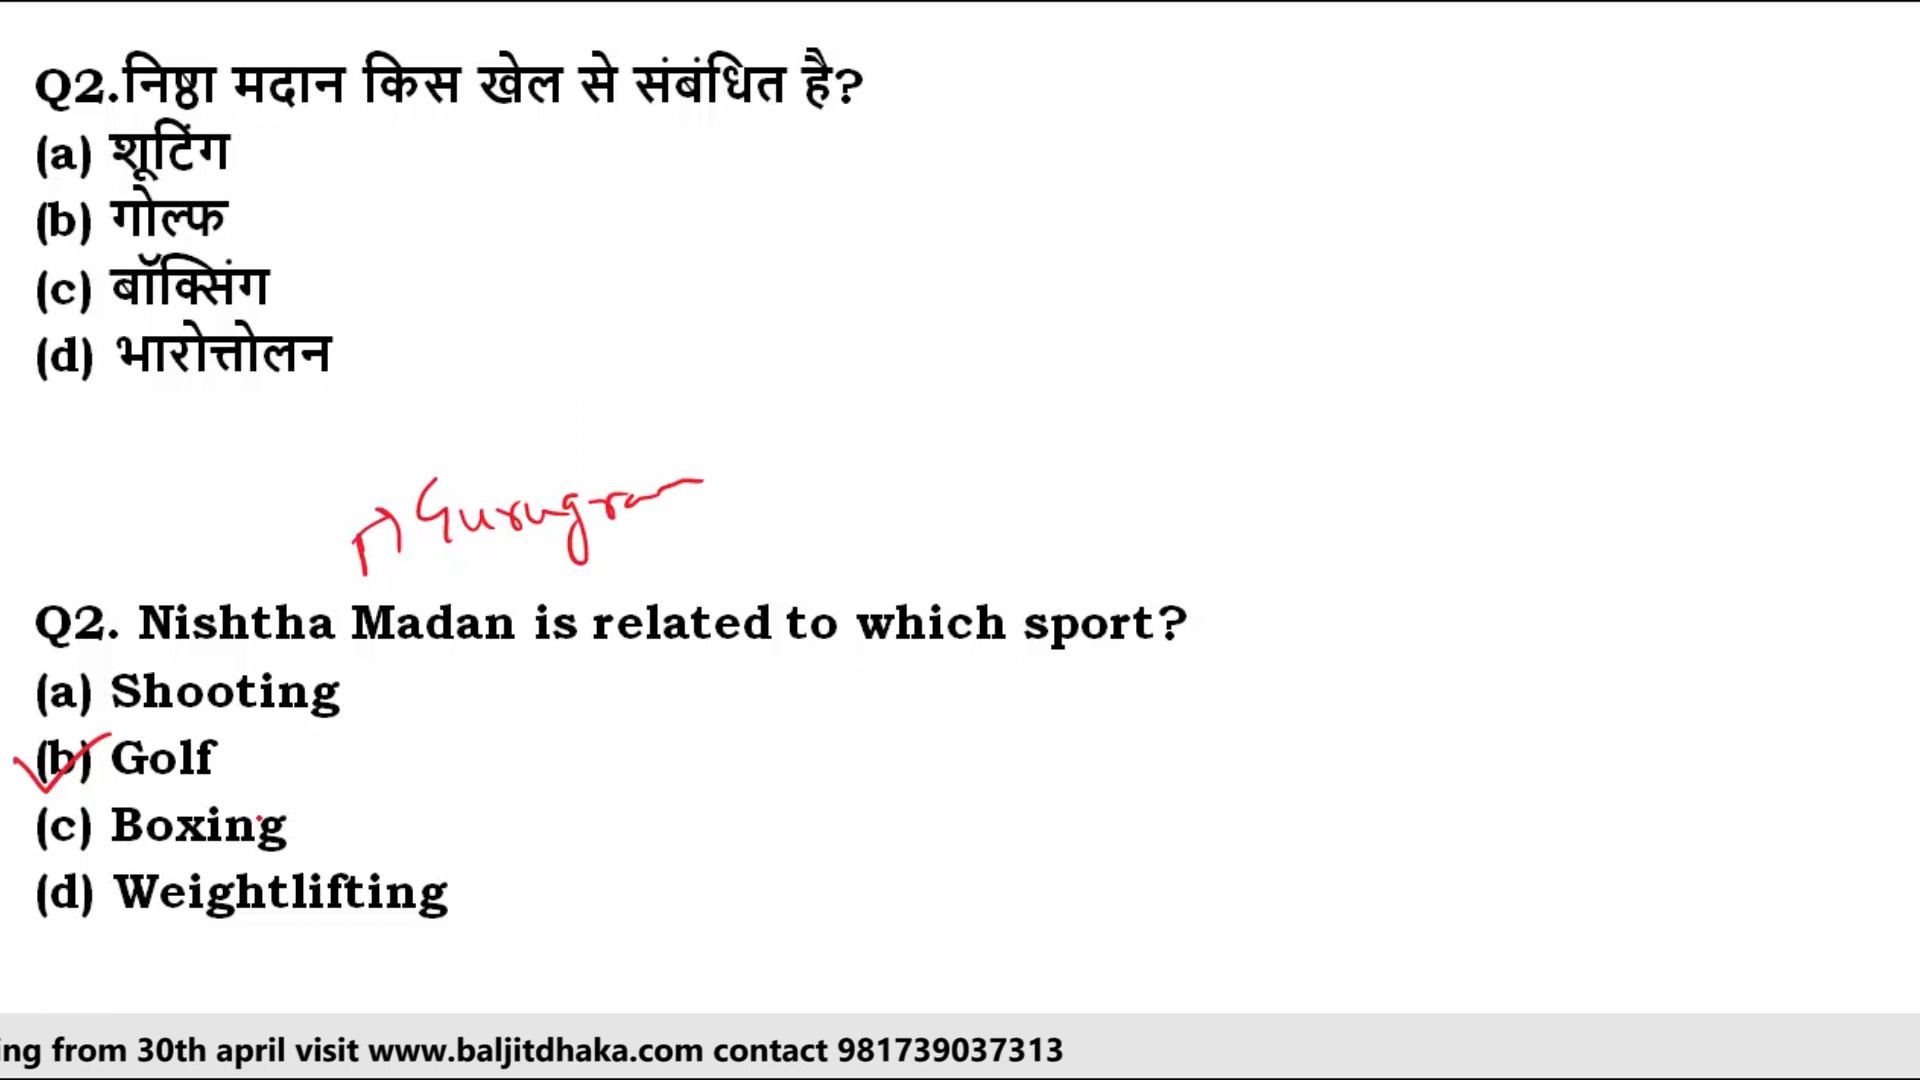 Q2.निष्ठा मदान किस खेल से संबंधित है?
(a) शूटिंग
(b) गोल्फ
(c) बॉक्सिंग
(d) भारोत्तोलन
Gurugram
Q2. Nishtha Madan is related to which sport?
(a) Shooting
(b) Golf
(c) Boxing
(d) Weightlifting
ing from 30th april visit www.baljitdhaka.com contact 981739037313